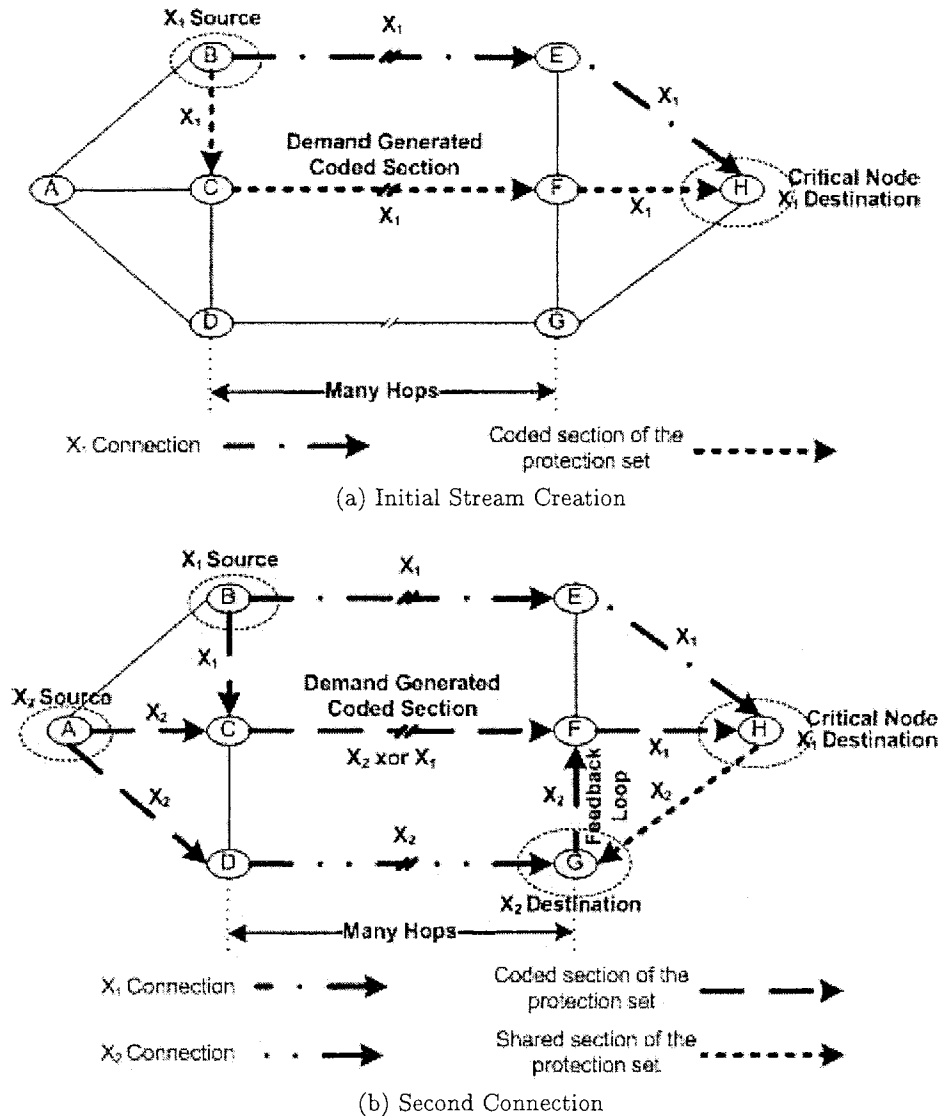 X₁ Source
X₁
B
E
X₁
X₁
Demand Generated
Coded Section
A
C
F
H
Critical Node
X₁ Destination
X₁
X₁
D
G
Many Hops
X₁ Connection
Coded section of the
protection set
(a) Initial Stream Creation
X₁ Source
X₁
B
E
X₁
X₁
X₂ Source
Demand Generated
Coded Section
A
X₂
C
F
X₁
H
Critical Node
X₁ Destination
X₂ xor X₁
X₂
X₂
Feedback
Loop
X₂
X₂
D
G
X₂ Destination
Many Hops
X₁ Connection
Coded section of the
protection set
X₂ Connection
Shared section of the
protection set
(b) Second Connection